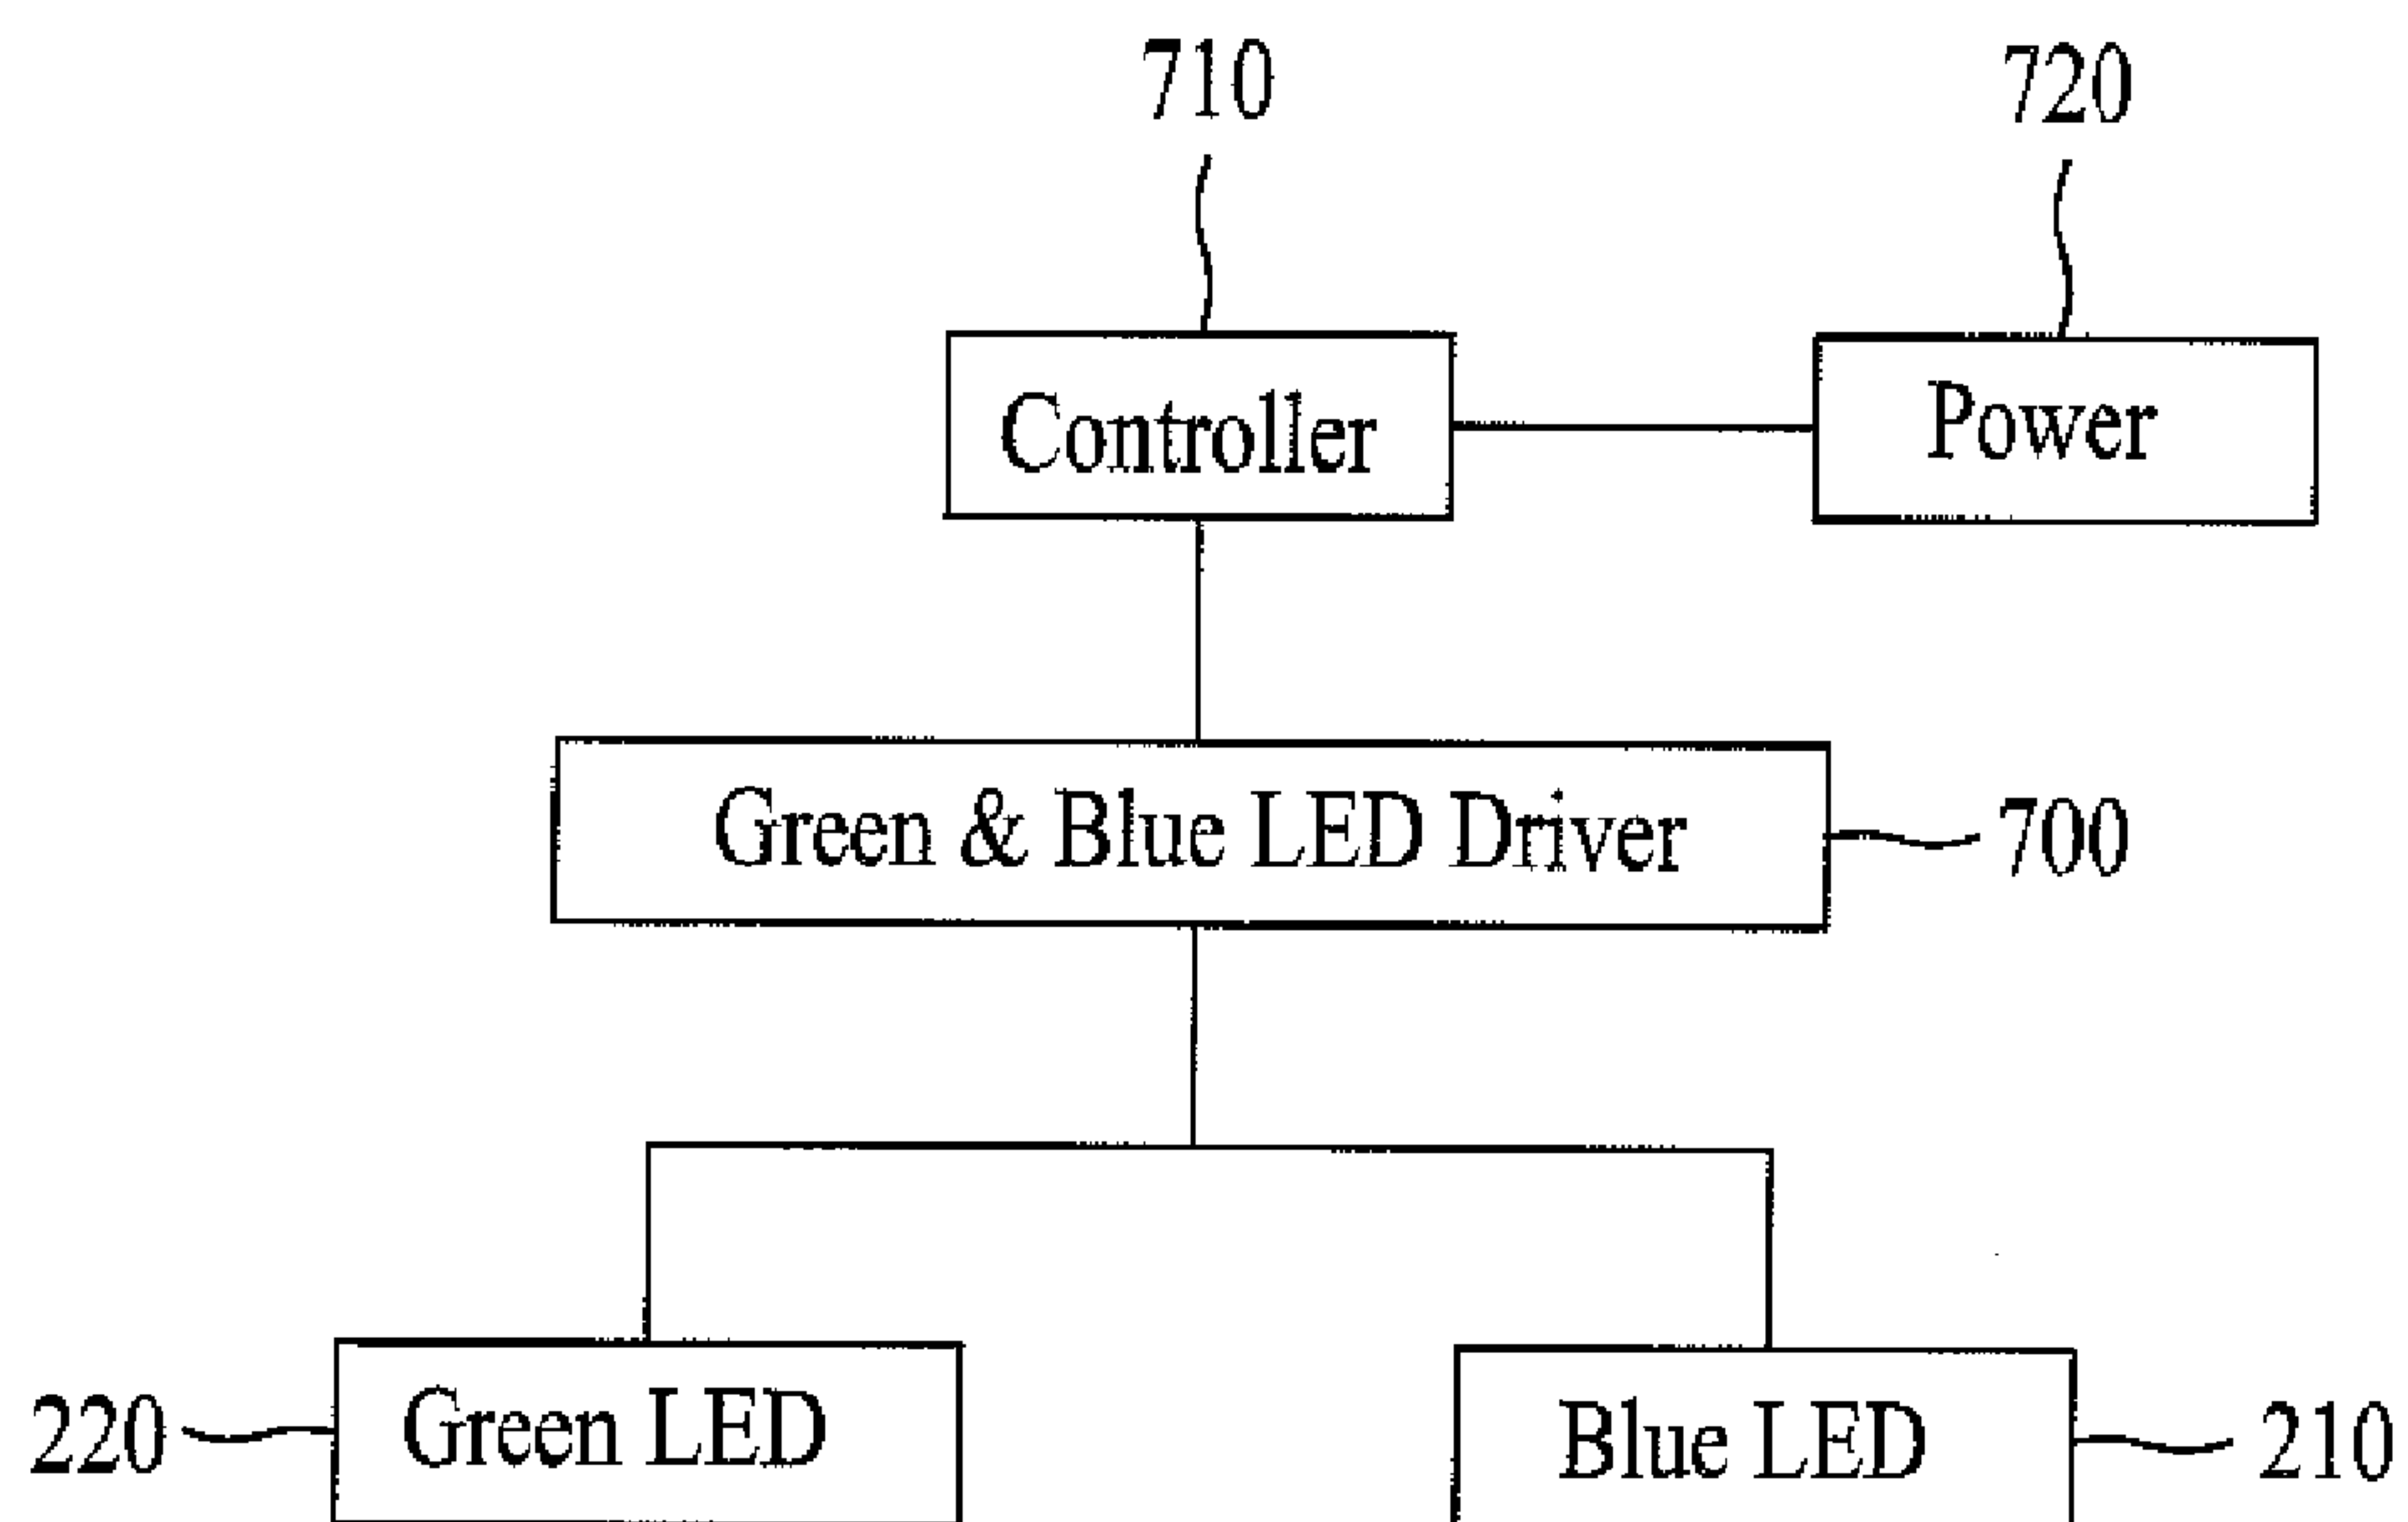 710
720
Controller
Power
Green & Blue LED Driver
700
220
Green LED
Blue LED
210